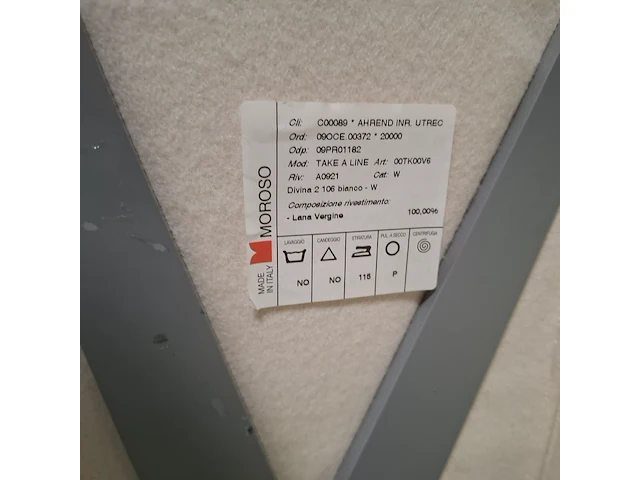 Cli: C00089 * AHREND INR. UTREC
Ord: 09OCE.00372 * 20000
Odp: 09PR01182
Mod: TAKE A LINE Art: 00TK00V6
Riv: A0921 Cat: W
Divina 2 106 bianco - W
Composizione rivestimento:
- Lana Vergine 100,00%
LAVAGGIO CANDEGGIO STIRATURA PUL. A SECCO CENTRIFUGA
NO NO 115 P
MADE
IN ITALY
MOROSO